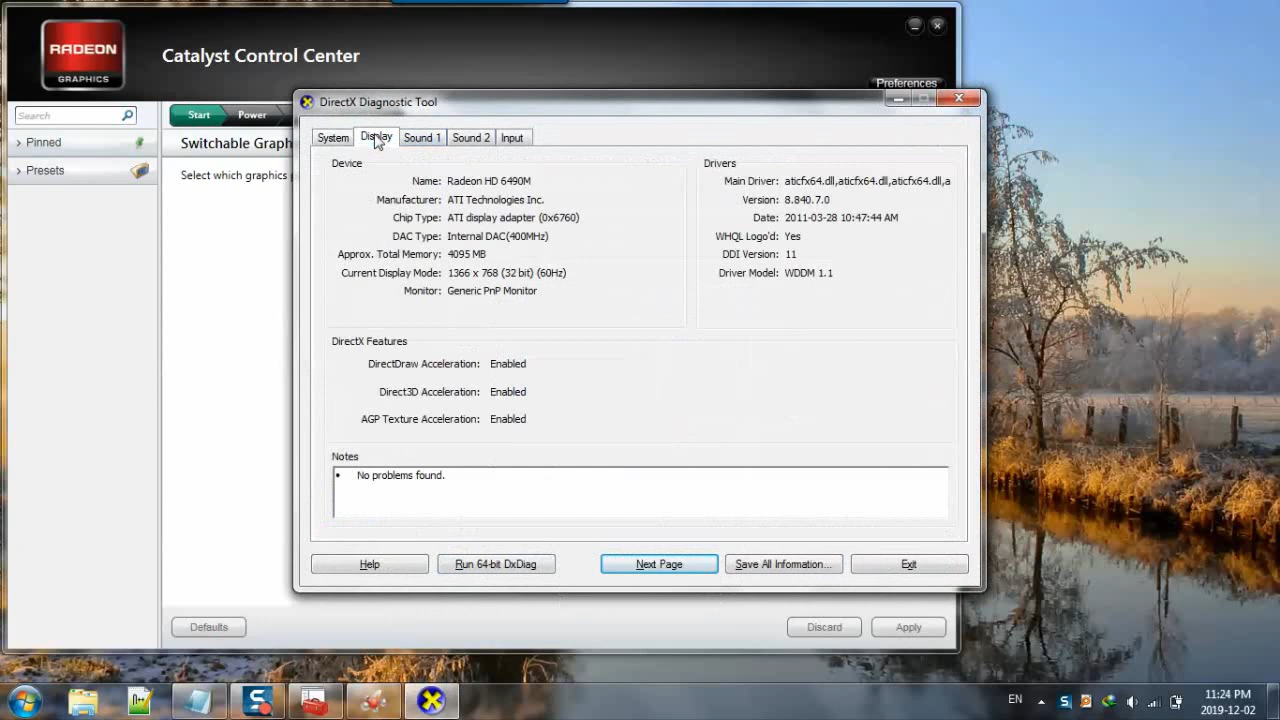 RADEON
GRAPHICS
Catalyst Control Center
Preferences
Search
Start
Power
Pinned
Presets
Switchable Graph
Select which graphics
DirectX Diagnostic Tool
System
Display
Sound 1
Sound 2
Input
Device
Name: Radeon HD 6490M
Manufacturer: ATI Technologies Inc.
Chip Type: ATI display adapter (0x6760)
DAC Type: Internal DAC(400MHz)
Approx. Total Memory: 4095 MB
Current Display Mode: 1366 x 768 (32 bit) (60Hz)
Monitor: Generic PnP Monitor
Drivers
Main Driver: aticfx64.dll,aticfx64.dll,aticfx64.dll,a
Version: 8.840.7.0
Date: 2011-03-28 10:47:44 AM
WHQL Logo'd: Yes
DDI Version: 11
Driver Model: WDDM 1.1
DirectX Features
DirectDraw Acceleration: Enabled
Direct3D Acceleration: Enabled
AGP Texture Acceleration: Enabled
Notes
• No problems found.
Help
Run 64-bit DxDiag
Next Page
Save All Information...
Exit
Defaults
Discard
Apply
EN
11:24 PM
2019-12-02